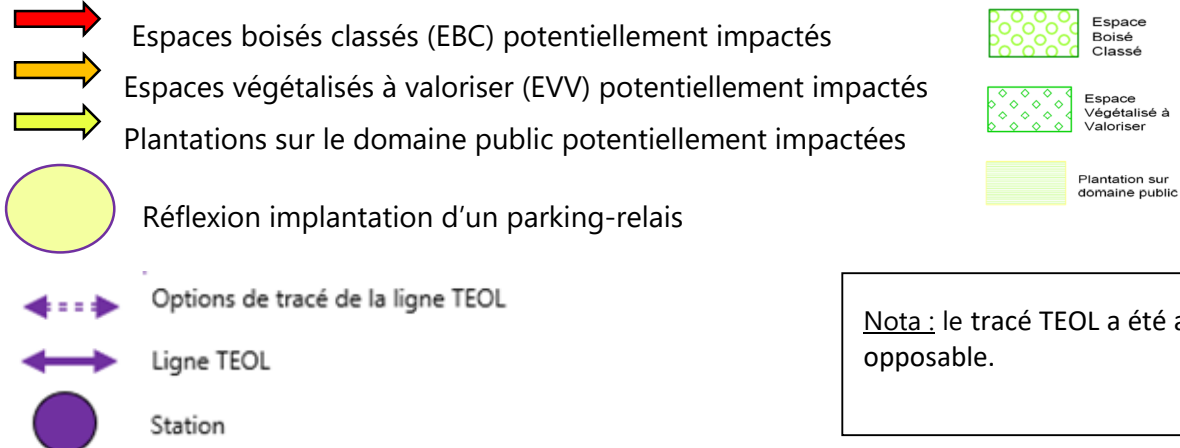 Espaces boisés classés (EBC) potentiellement impactés
Espaces végétalisés à valoriser (EVV) potentiellement impactés
Plantations sur le domaine public potentiellement impactées
Réflexion implantation d’un parking-relais
Options de tracé de la ligne TEOL
Ligne TEOL
Station
Espace
Boisé
Classé
Espace
Végétalisé à
Valoriser
Plantation sur
domaine public
Nota : le tracé TEOL a été
opposable.